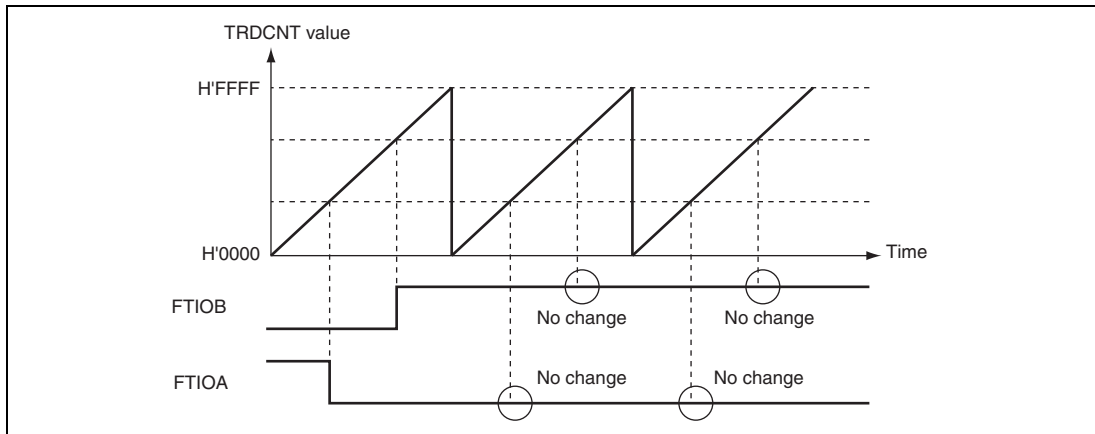 TRDCNT value
H'FFFF
H'0000
Time
FTIOB
No change
No change
FTIOA
No change
No change